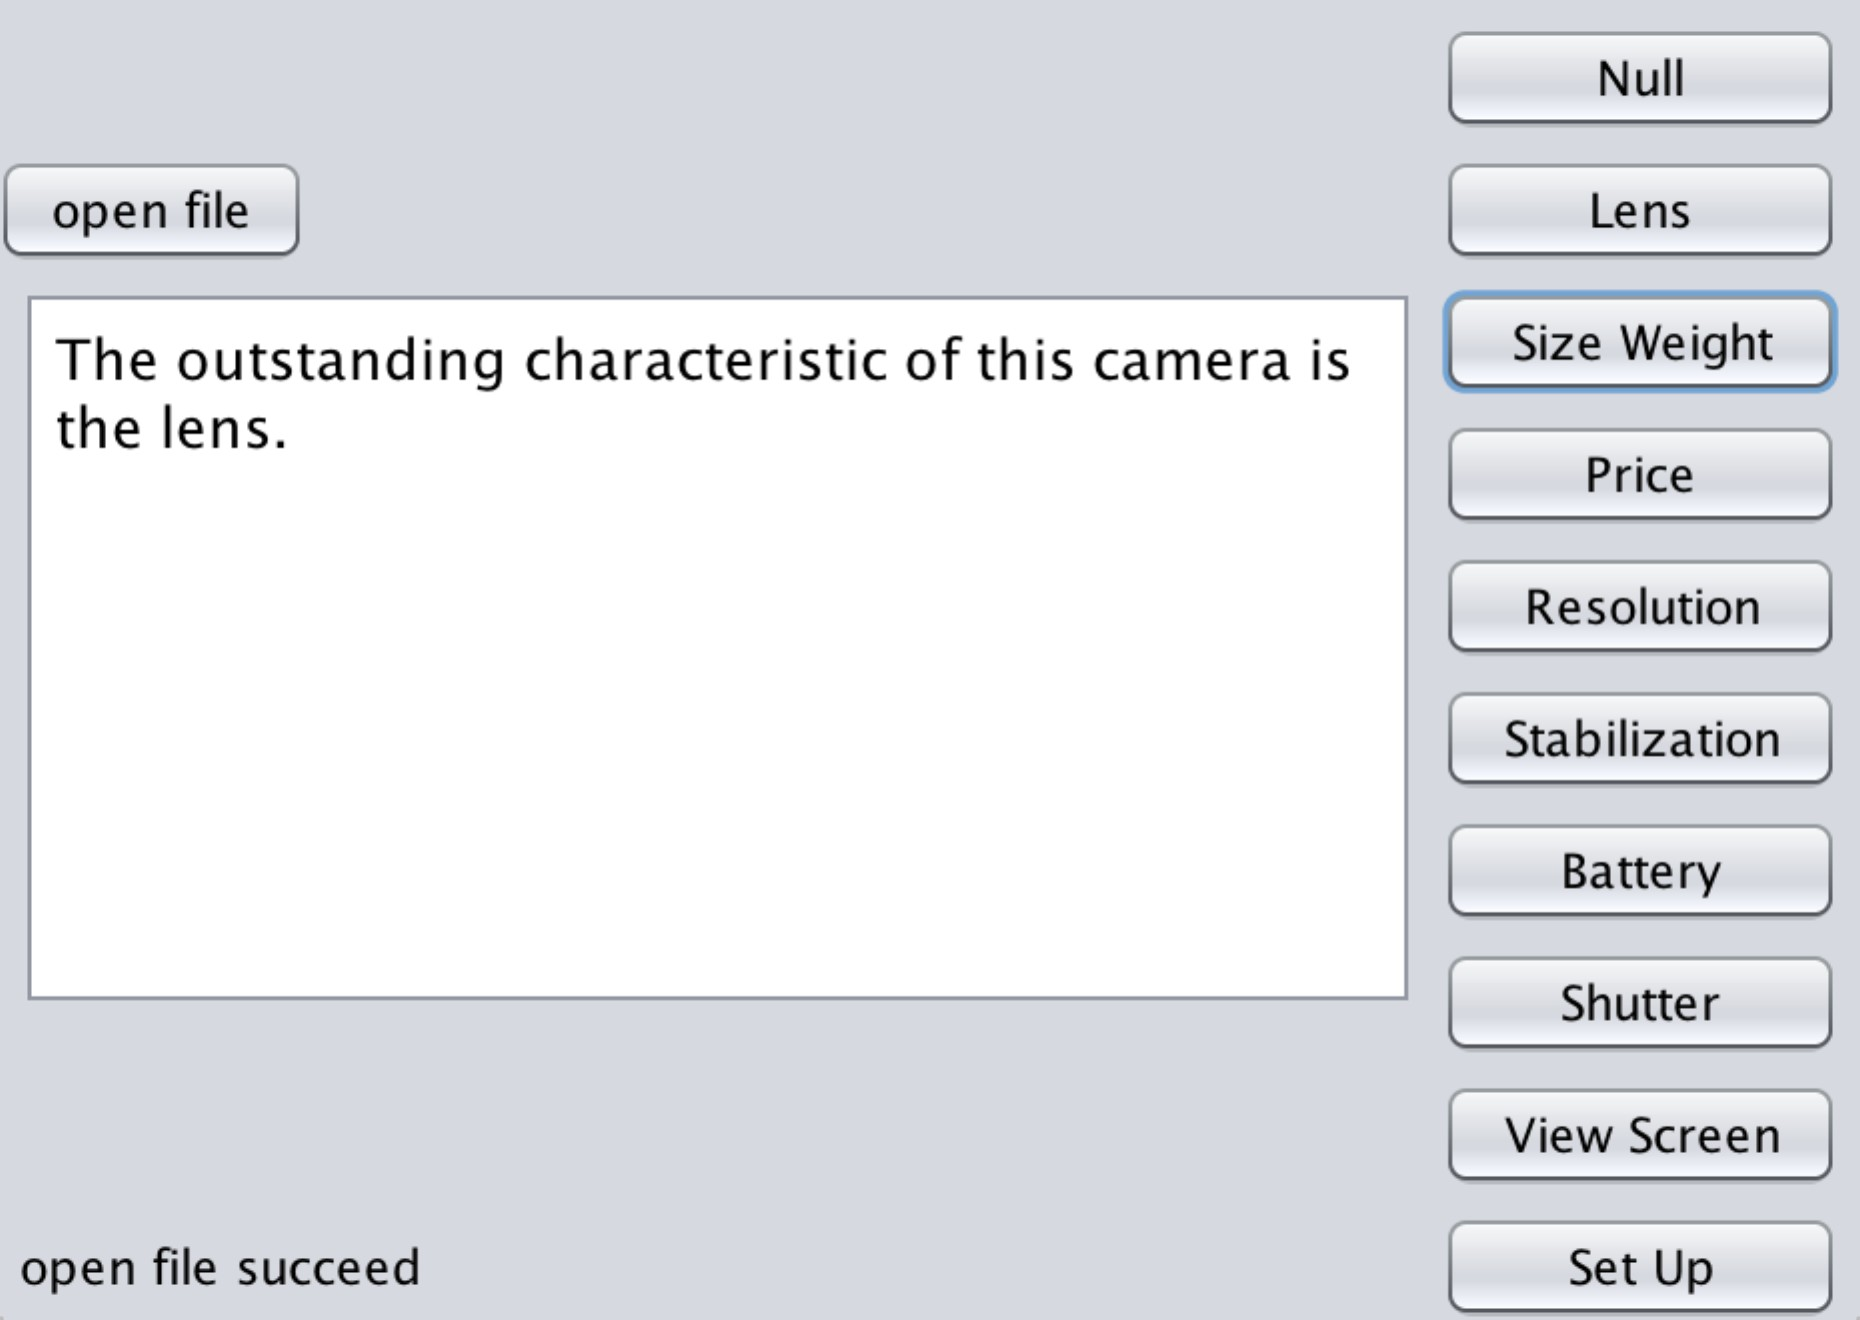 Null
open file
Lens
The outstanding characteristic of this camera is
the lens.
Size Weight
Price
Resolution
Stabilization
Battery
Shutter
View Screen
open file succeed
Set Up